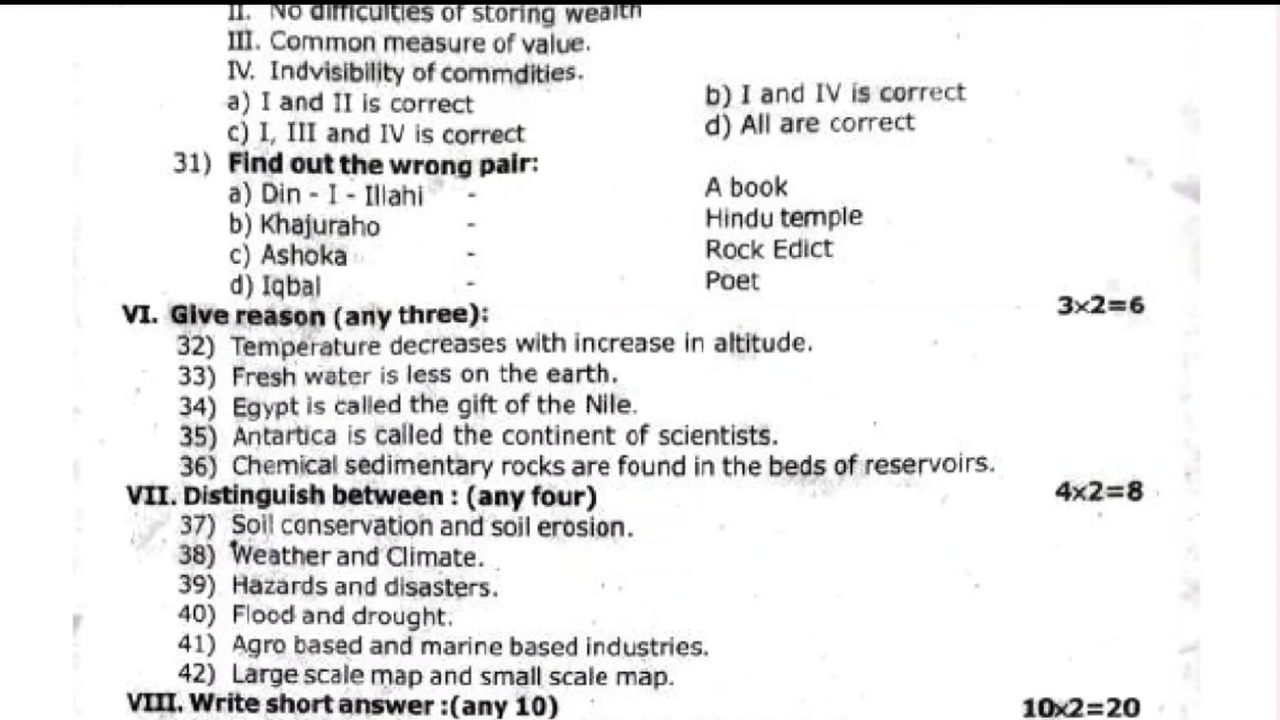 II. No difficulties of storing wealth
III. Common measure of value.
IV. Indvisibility of commdities.
a) I and II is correct b) I and IV is correct
c) I, III and IV is correct d) All are correct
31) Find out the wrong pair:
a) Din - I - Illahi - A book
b) Khajuraho - Hindu temple
c) Ashoka - Rock Edict
d) Iqbal - Poet
VI. Give reason (any three): 3x2=6
32) Temperature decreases with increase in altitude.
33) Fresh water is less on the earth.
34) Egypt is called the gift of the Nile.
35) Antartica is called the continent of scientists.
36) Chemical sedimentary rocks are found in the beds of reservoirs.
VII. Distinguish between : (any four) 4x2=8
37) Soil conservation and soil erosion.
38) Weather and Climate.
39) Hazards and disasters.
40) Flood and drought.
41) Agro based and marine based industries.
42) Large scale map and small scale map.
VIII. Write short answer :(any 10) 10x2=20